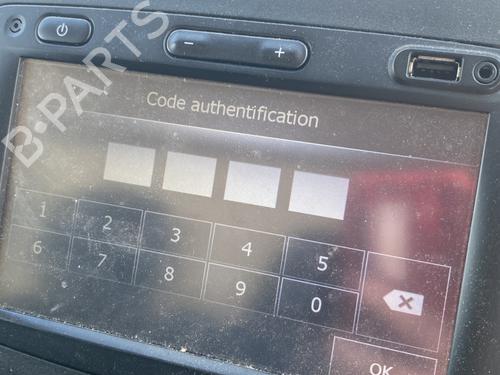 − +
Code authentification
1 2 3 4 5
6 7 8 9 0
OK
B-PARTS